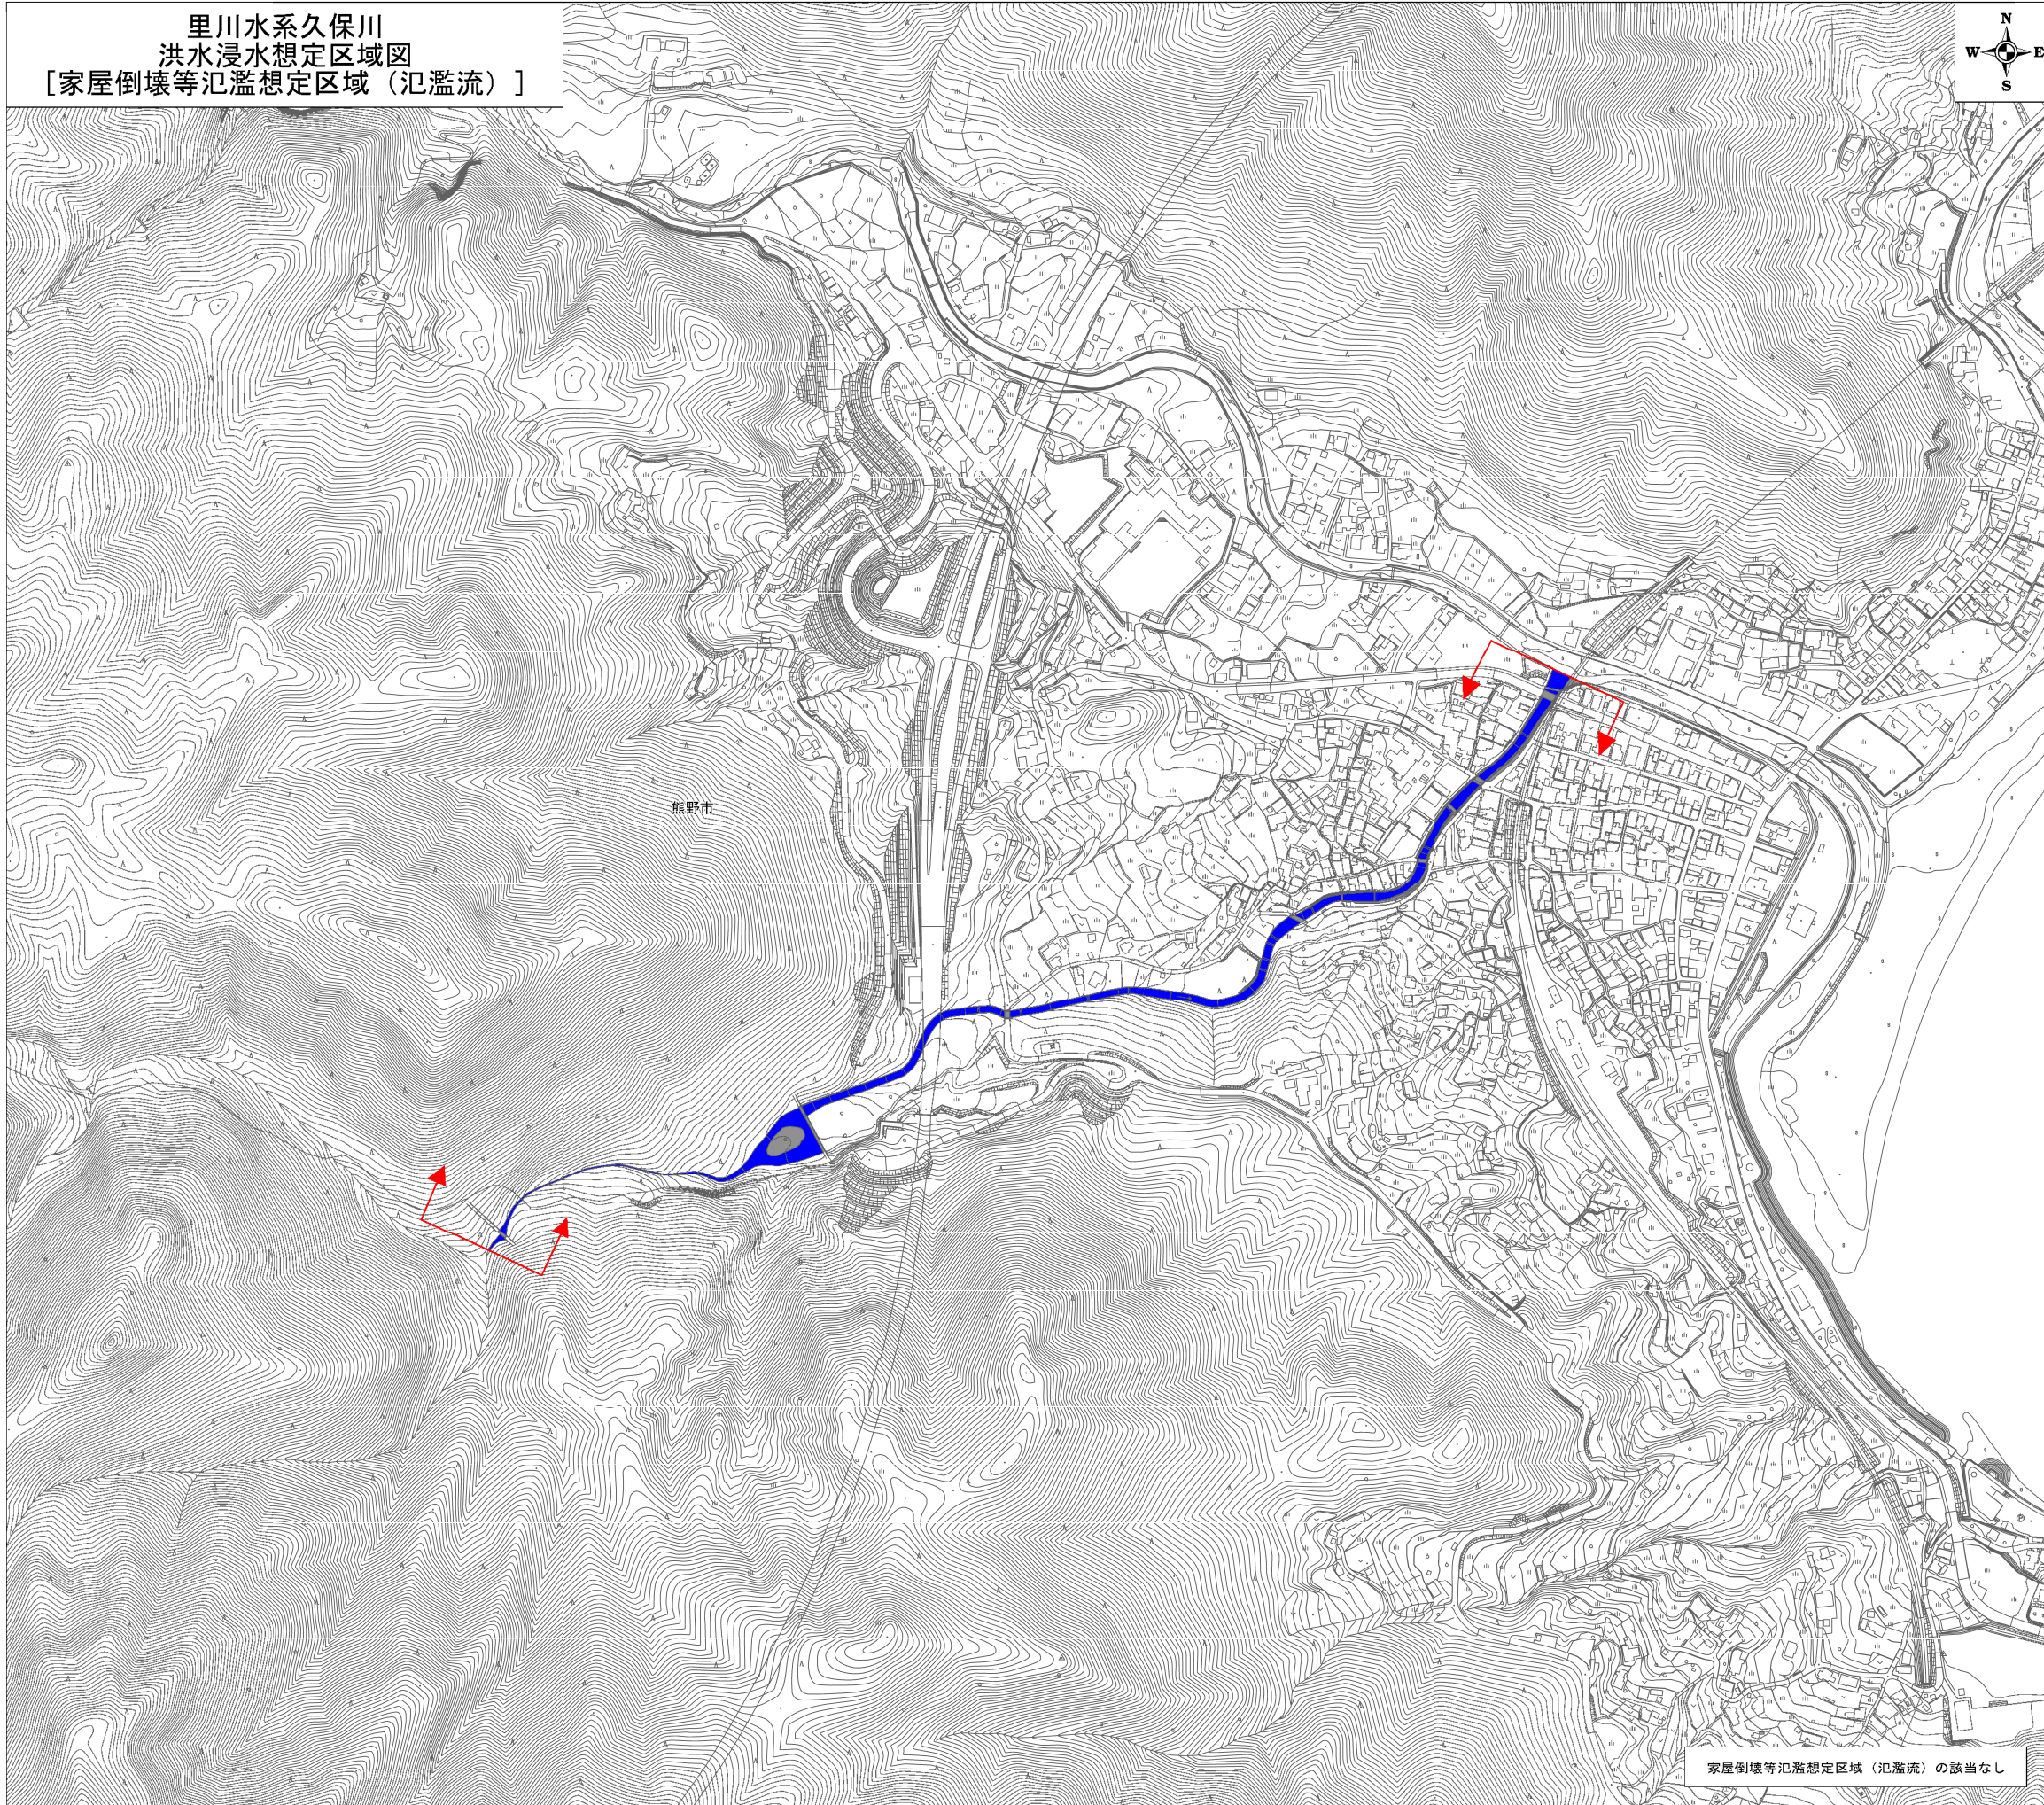 里川水系久保川
洪水浸水想定区域図
[家屋倒壊等氾濫想定区域（氾濫流）]
N
W E
S
熊野市
家屋倒壊等氾濫想定区域（氾濫流）の該当なし